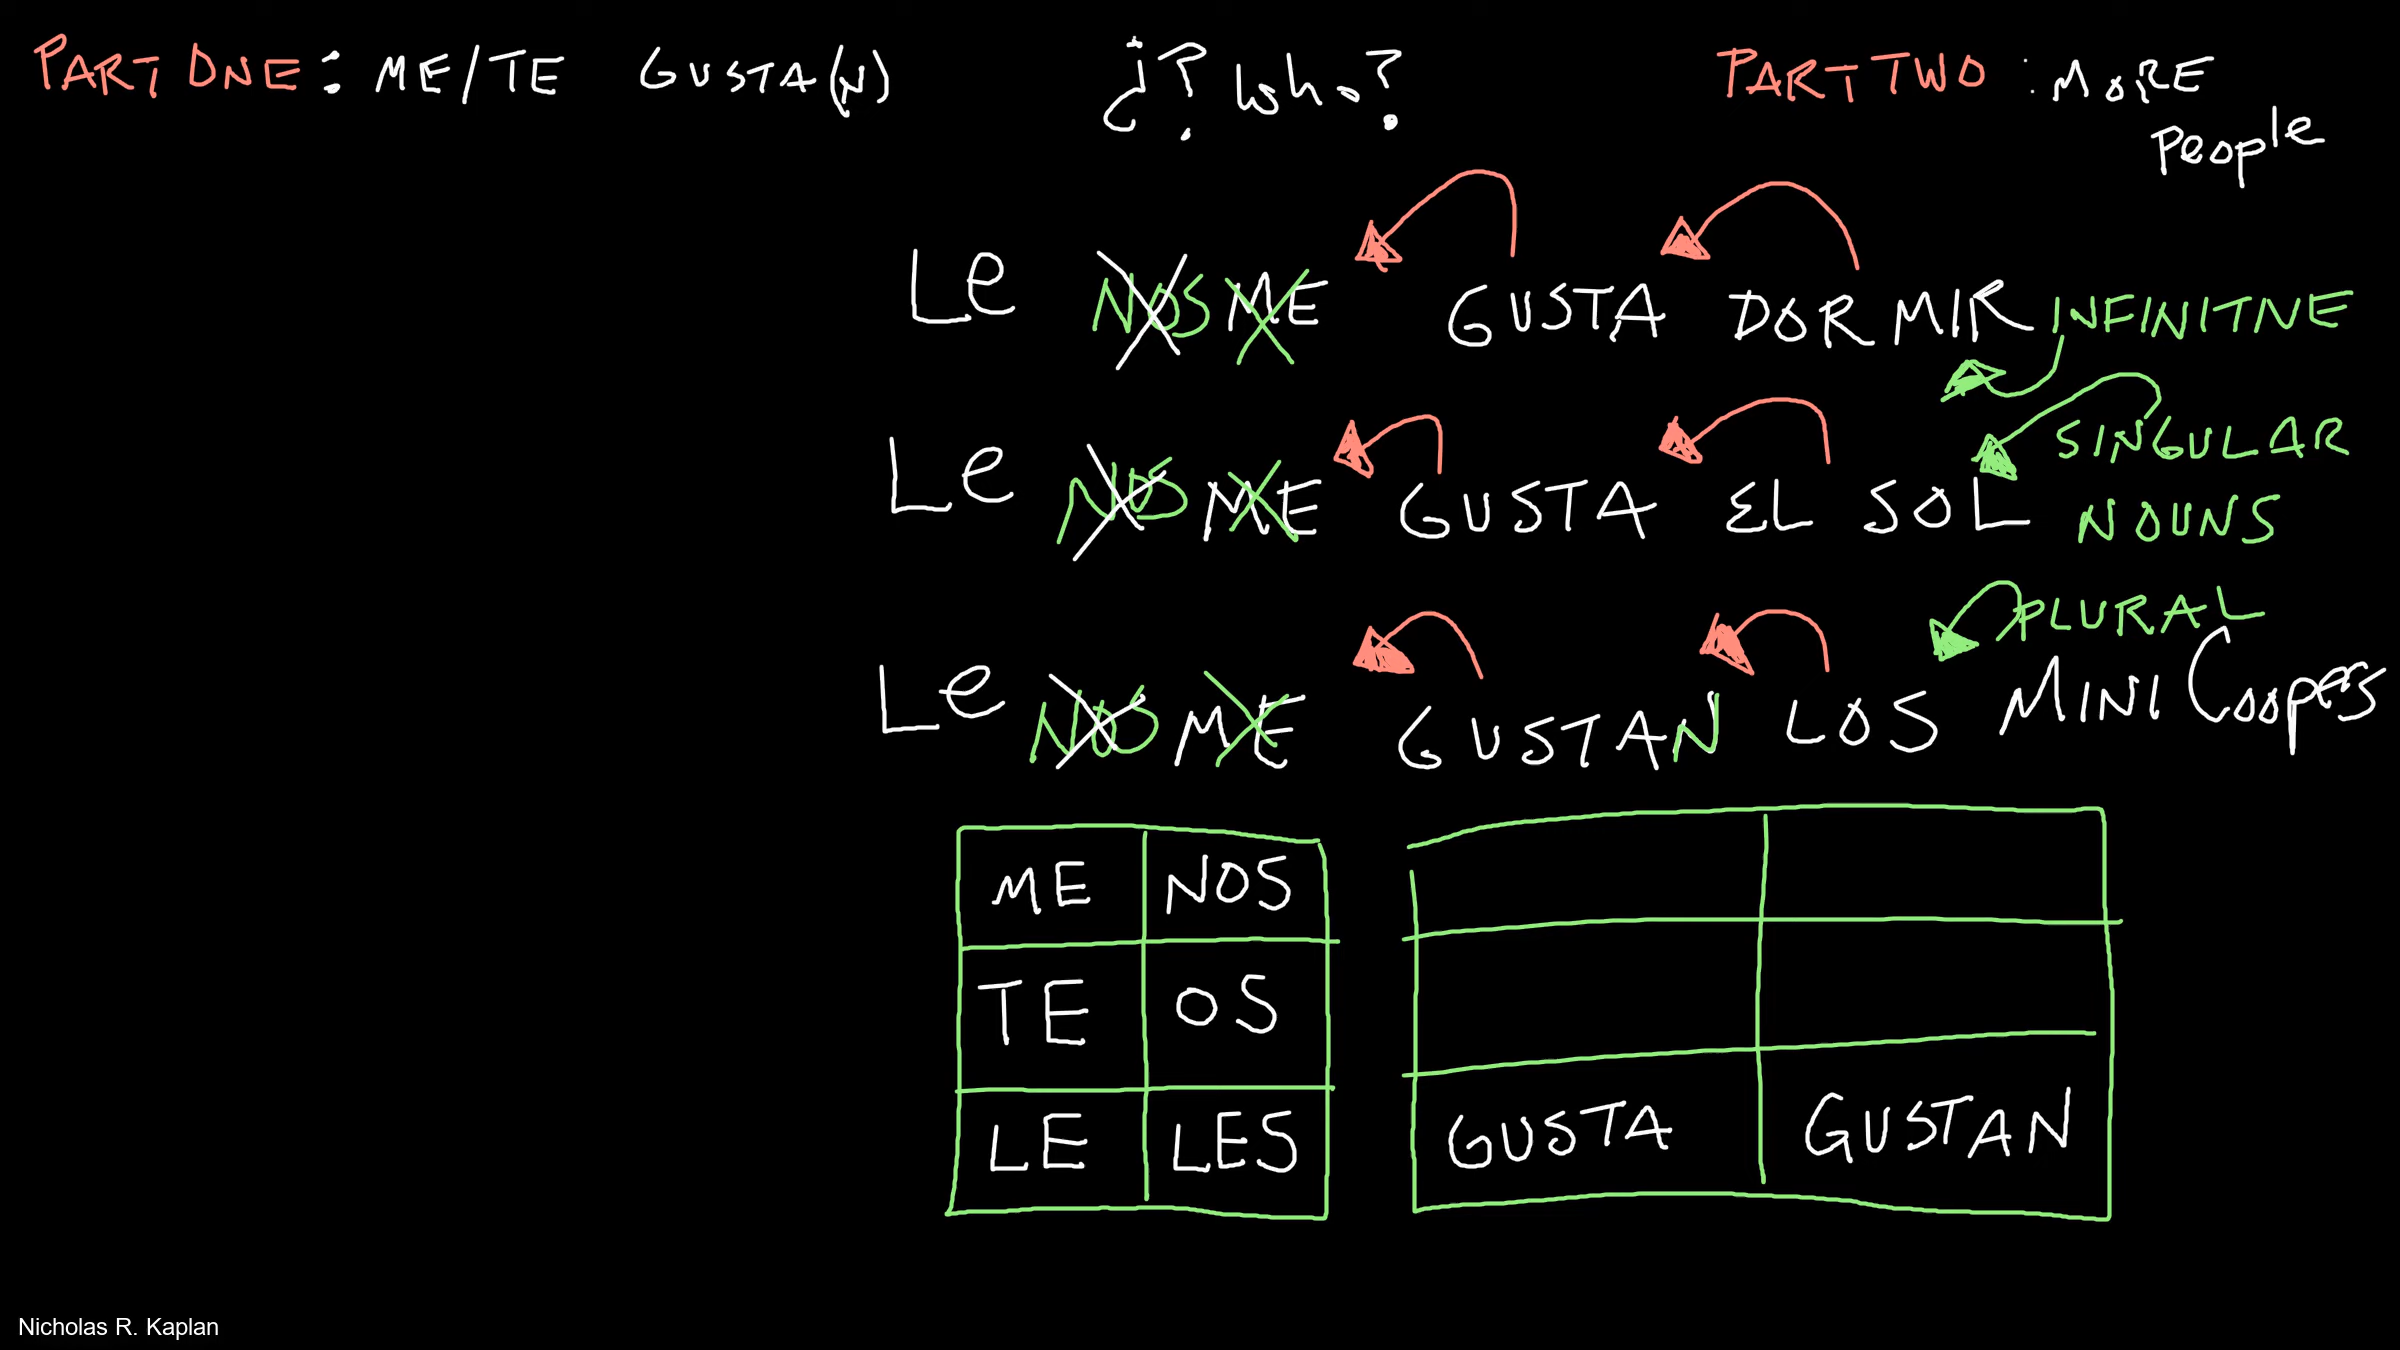 PART ONE: ME/TE GUSTA(N) ¿? Who? PART TWO: MORE
People
Le NOS ME GUSTA DORMIR INFINITIVE
Le NOS ME GUSTA EL SOL SINGULAR
NOUNS
PLURAL
Le NOS ME GUSTAN LOS MINI Coopers
ME NOS
TE OS
LE LES GUSTA GUSTAN
Nicholas R. Kaplan